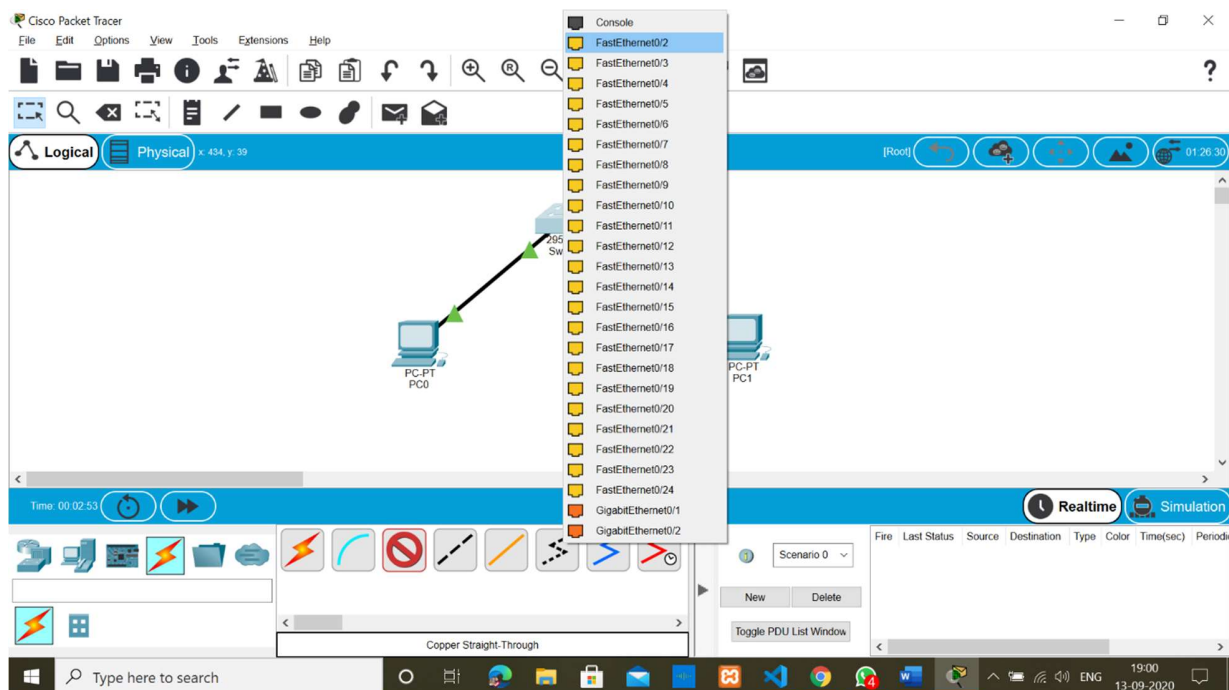 Cisco Packet Tracer
File Edit Options View Tools Extensions Help
Console
FastEthernet0/2
FastEthernet0/3
FastEthernet0/4
FastEthernet0/5
FastEthernet0/6
FastEthernet0/7
FastEthernet0/8
FastEthernet0/9
FastEthernet0/10
FastEthernet0/11
FastEthernet0/12
FastEthernet0/13
FastEthernet0/14
FastEthernet0/15
FastEthernet0/16
FastEthernet0/17
FastEthernet0/18
FastEthernet0/19
FastEthernet0/20
FastEthernet0/21
FastEthernet0/22
FastEthernet0/23
FastEthernet0/24
GigabitEthernet0/1
GigabitEthernet0/2
?
Logical Physical x: 434, y: 39 [Root] 01:26:30
295
Sw
PC-PT
PC0
PC-PT
PC1
Time: 00:02:53 Realtime Simulation
Scenario 0
New Delete
Toggle PDU List Window
Fire Last Status Source Destination Type Color Time(sec) Periodi
Copper Straight-Through
Type here to search
4
W
ENG
19:00
13-09-2020